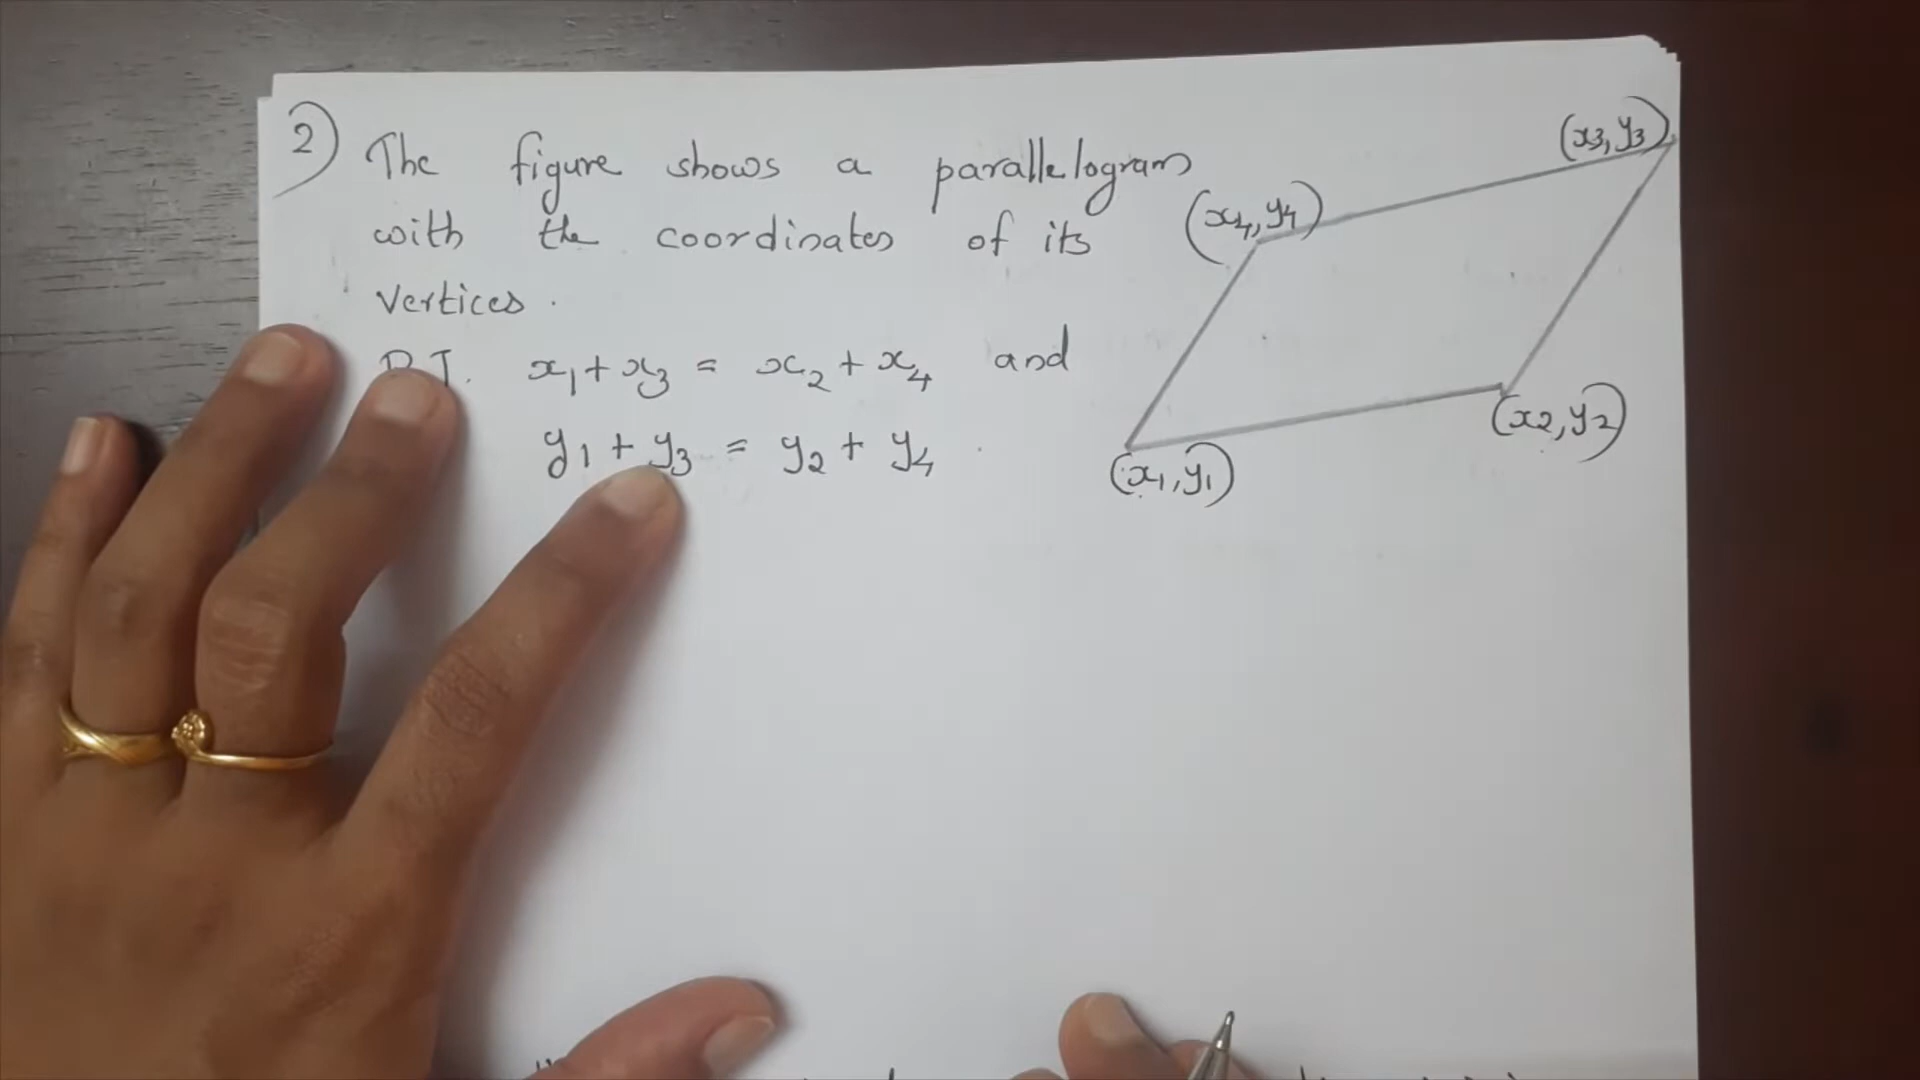 2)
The figure shows a parallelogram
with the coordinates of its
vertices.
P.T. x₁+x₃ = x₂+x₄ and
y₁ + y₃ = y₂ + y₄.
(x₃,y₃)
(x₄,y₄)
(x₂,y₂)
(x₁,y₁)